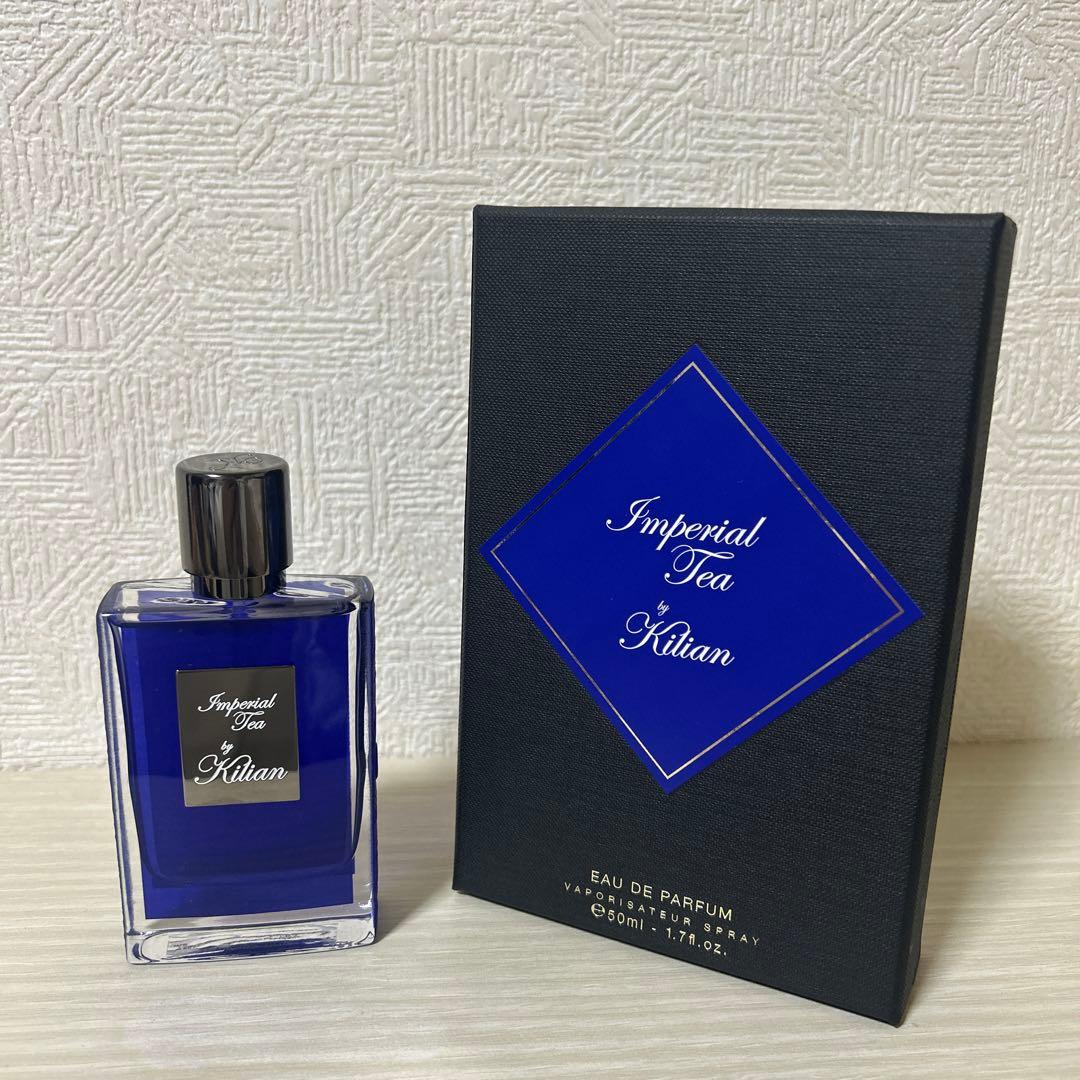 Imperial
Tea
by
Kilian
Imperial
Tea
by
Kilian
EAU DE PARFUM
VAPORISATEUR SPRAY
℮50ml - 1.7fl.oz.